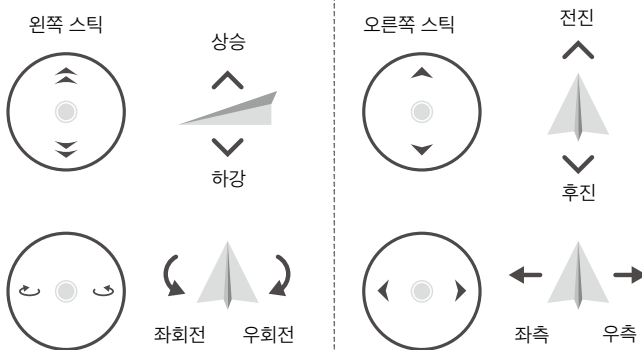 왼쪽 스틱
상승
하강
좌회전 우회전
오른쪽 스틱
전진
후진
좌측 우측